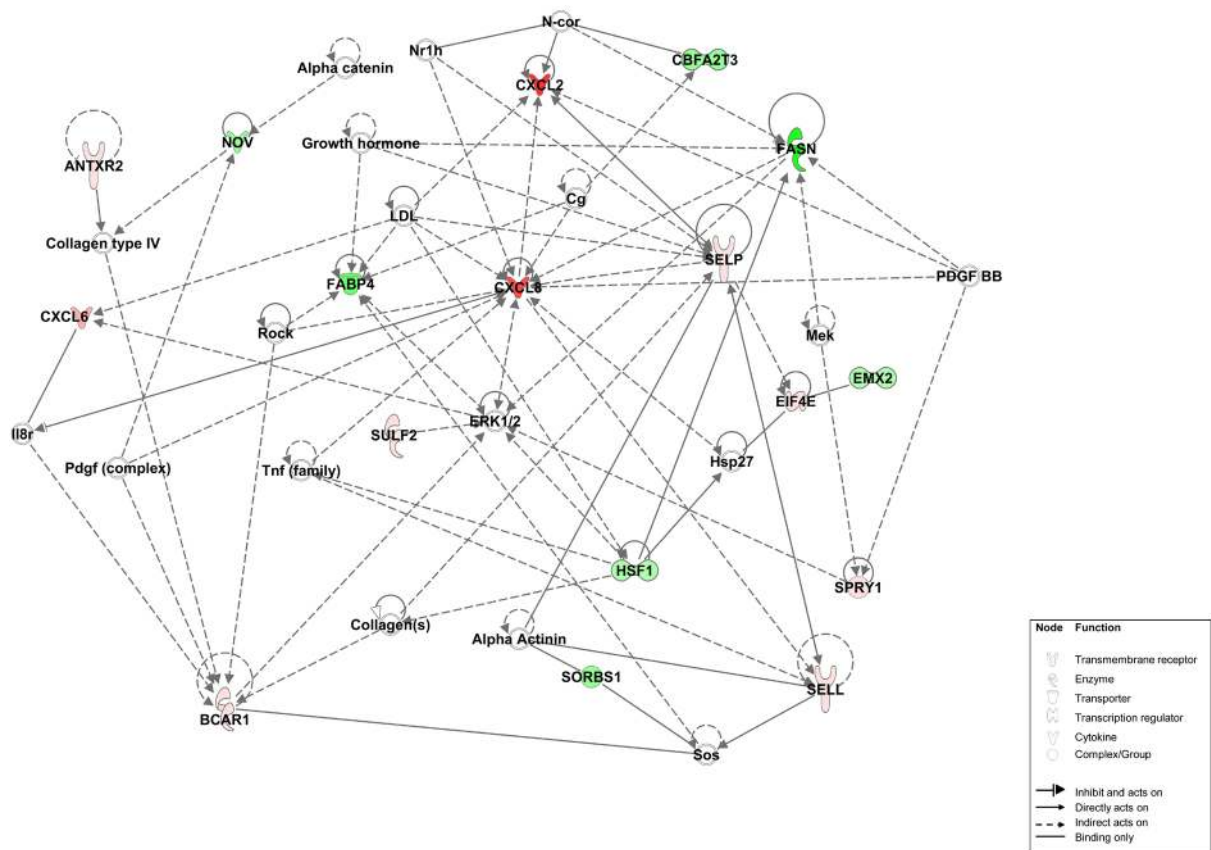 N-cor
Nr1h
CBFA2T3
Alpha catenin
CXCL2
NOV
Growth hormone
FASN
ANTXR2
Cg
LDL
Collagen type IV
SELP
PDGF BB
FABP4
CXCL8
CXCL6
Rock
Mek
EMX2
EIF4E
ERK1/2
Il8r
SULF2
Hsp27
Pdgf (complex)
Tnf (family)
HSF1
SPRY1
Collagen(s)
Alpha Actinin
SORBS1
SELL
BCAR1
Sos
Node Function
Transmembrane receptor
Enzyme
Transporter
Transcription regulator
Cytokine
Complex/Group
Inhibit and acts on
Directly acts on
Indirect acts on
Binding only